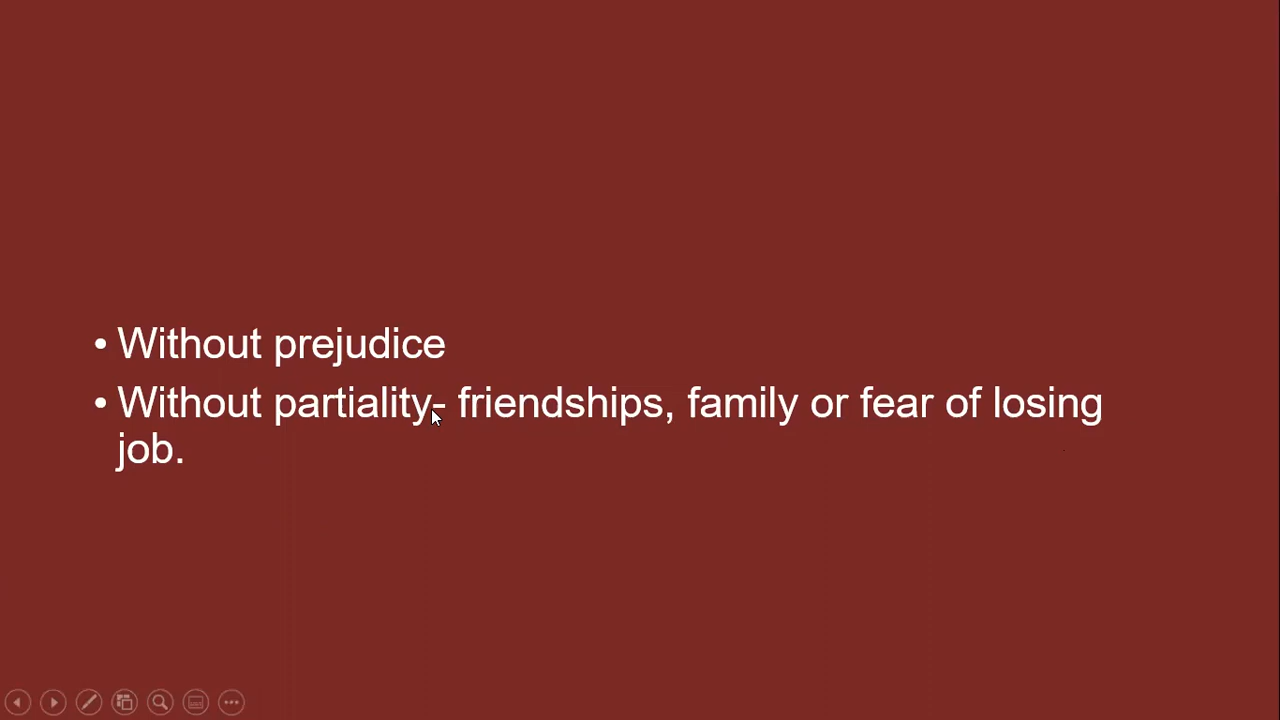 • Without prejudice
• Without partiality- friendships, family or fear of losing
job.